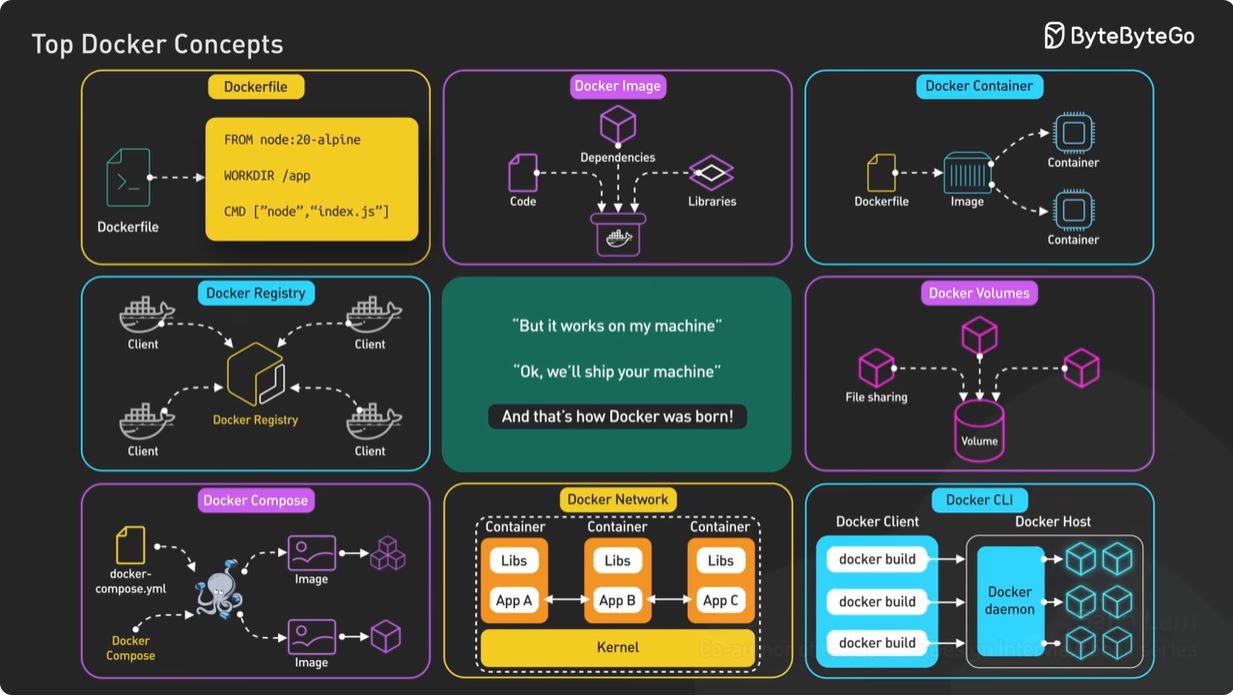 Top Docker Concepts
ByteByteGo
Dockerfile
FROM node:20-alpine
WORKDIR /app
CMD [”node”,“index.js”]
Dockerfile
Docker Image
Dependencies
Code
Libraries
Docker Container
Container
Dockerfile
Image
Container
Docker Registry
Client
Client
Docker Registry
Client
Client
“But it works on my machine”
“Ok, we’ll ship your machine”
And that’s how Docker was born!
Docker Volumes
File sharing
Volume
Docker Compose
docker-
compose.yml
Image
Docker
Compose
Image
Docker Network
Container Container Container
Libs Libs Libs
App A App B App C
Kernel
Docker CLI
Docker Client
Docker Host
docker build
docker build
docker build
Docker
daemon